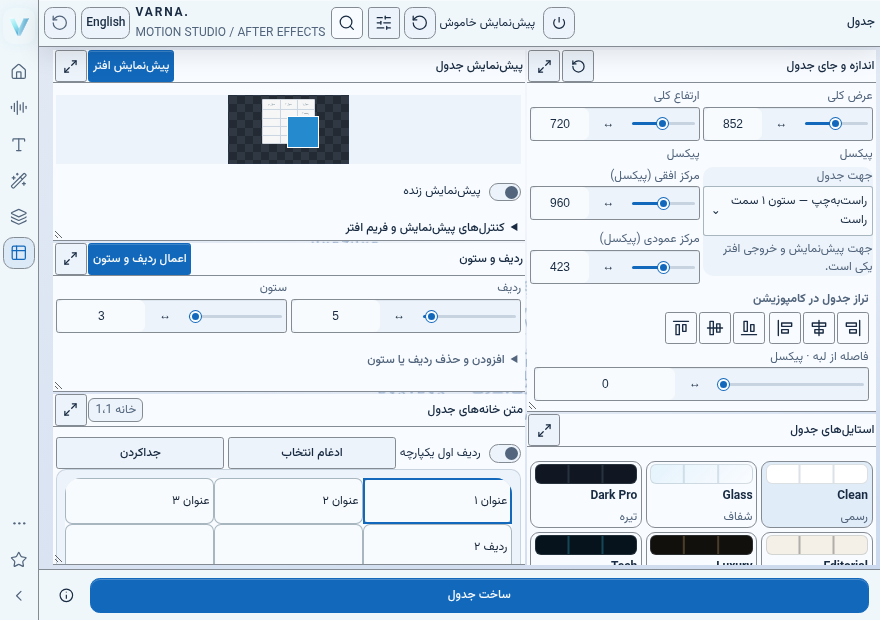 جدول
پیش‌نمایش خاموش
VARNA.
MOTION STUDIO / AFTER EFFECTS
English
اندازه و جای جدول
عرض کلی
852
↔
پیکسل
ارتفاع کلی
720
↔
پیکسل
جهت جدول
راست‌به‌چپ — ستون ۱ سمت
راست
جهت پیش‌نمایش و خروجی افتر
یکی است.
مرکز افقی (پیکسل)
960
↔
مرکز عمودی (پیکسل)
423
↔
تراز جدول در کامپوزیشن
فاصله از لبه · پیکسل
0
↔
استایل‌های جدول
Clean
رسمی
Glass
شفاف
Dark Pro
تیره
Editorial
Luxury
Tech
پیش‌نمایش جدول
پیش‌نمایش افتر
پیش‌نمایش زنده
کنترل‌های پیش‌نمایش و فریم افتر
ردیف و ستون
اعمال ردیف و ستون
ردیف
5
↔
ستون
3
↔
افزودن و حذف ردیف یا ستون
متن خانه‌های جدول
خانه 1،1
ردیف اول یکپارچه
ادغام انتخاب
جداکردن
عنوان ۱
عنوان ۲
عنوان ۳
ردیف ۲
ساخت جدول